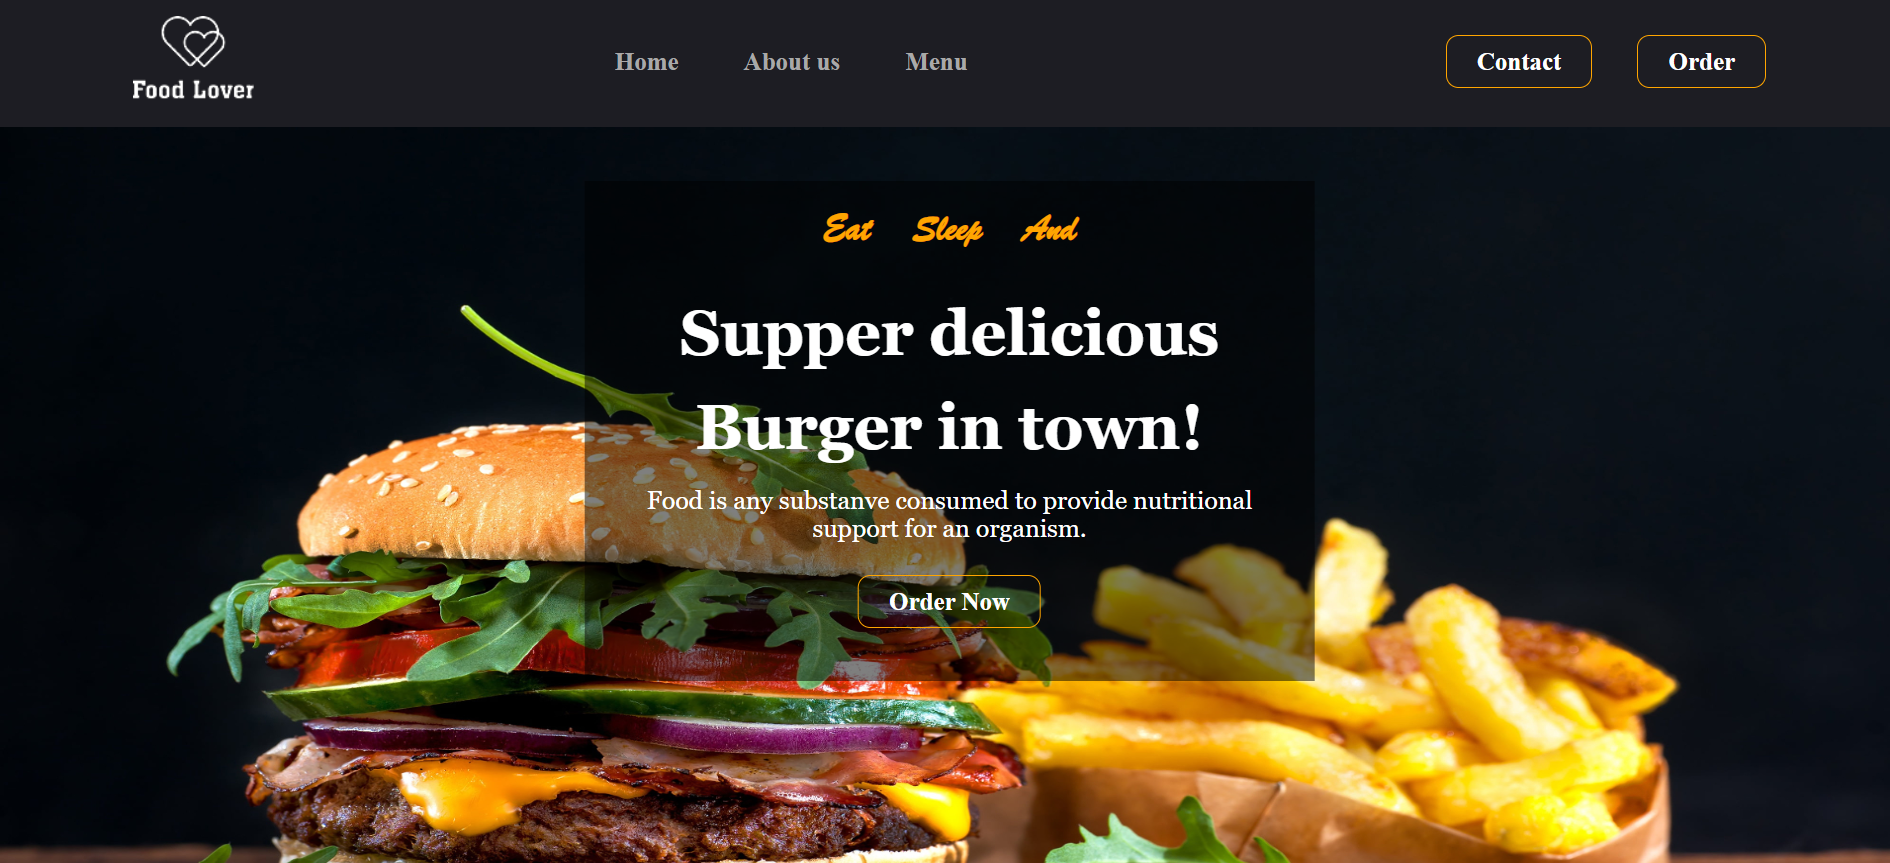 Food Lover
Home About us Menu
Contact Order
Eat Sleep And
Supper delicious
Burger in town!
Food is any substanve consumed to provide nutritional
support for an organism.
Order Now